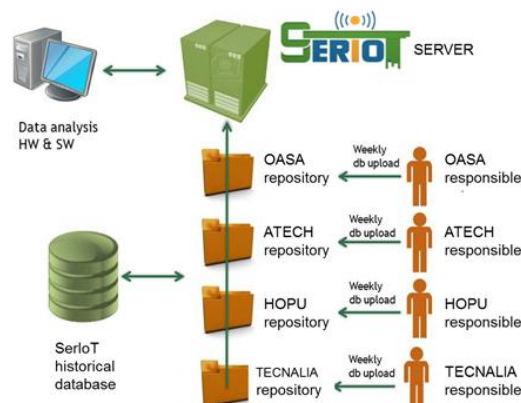 SERIOT SERVER
Data analysis
HW & SW
OASA
repository
Weekly
db upload
OASA
responsible
ATECH
repository
Weekly
db upload
ATECH
responsible
HOPU
repository
Weekly
db upload
HOPU
responsible
SerIoT
historical
database
TECNALIA
repository
Weekly
db upload
TECNALIA
responsible